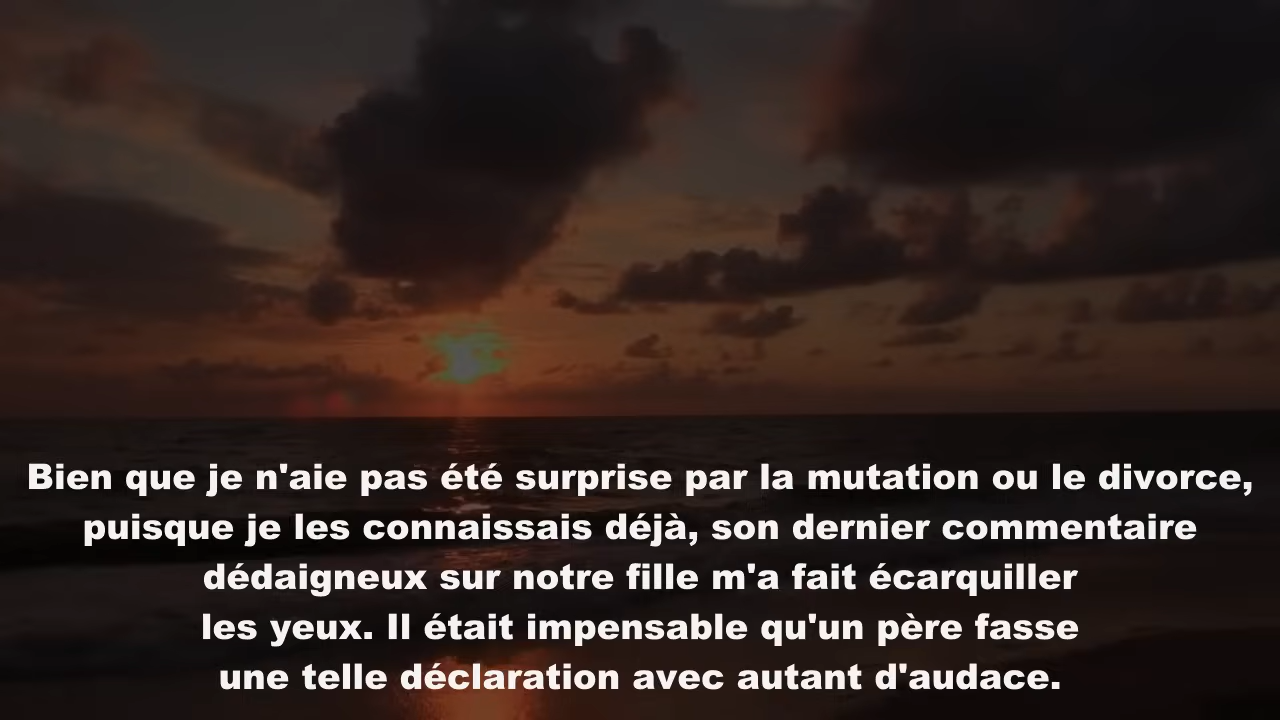 Bien que je n'aie pas été surprise par la mutation ou le divorce,
puisque je les connaissais déjà, son dernier commentaire
dédaigneux sur notre fille m'a fait écarquiller
les yeux. Il était impensable qu'un père fasse
une telle déclaration avec autant d'audace.